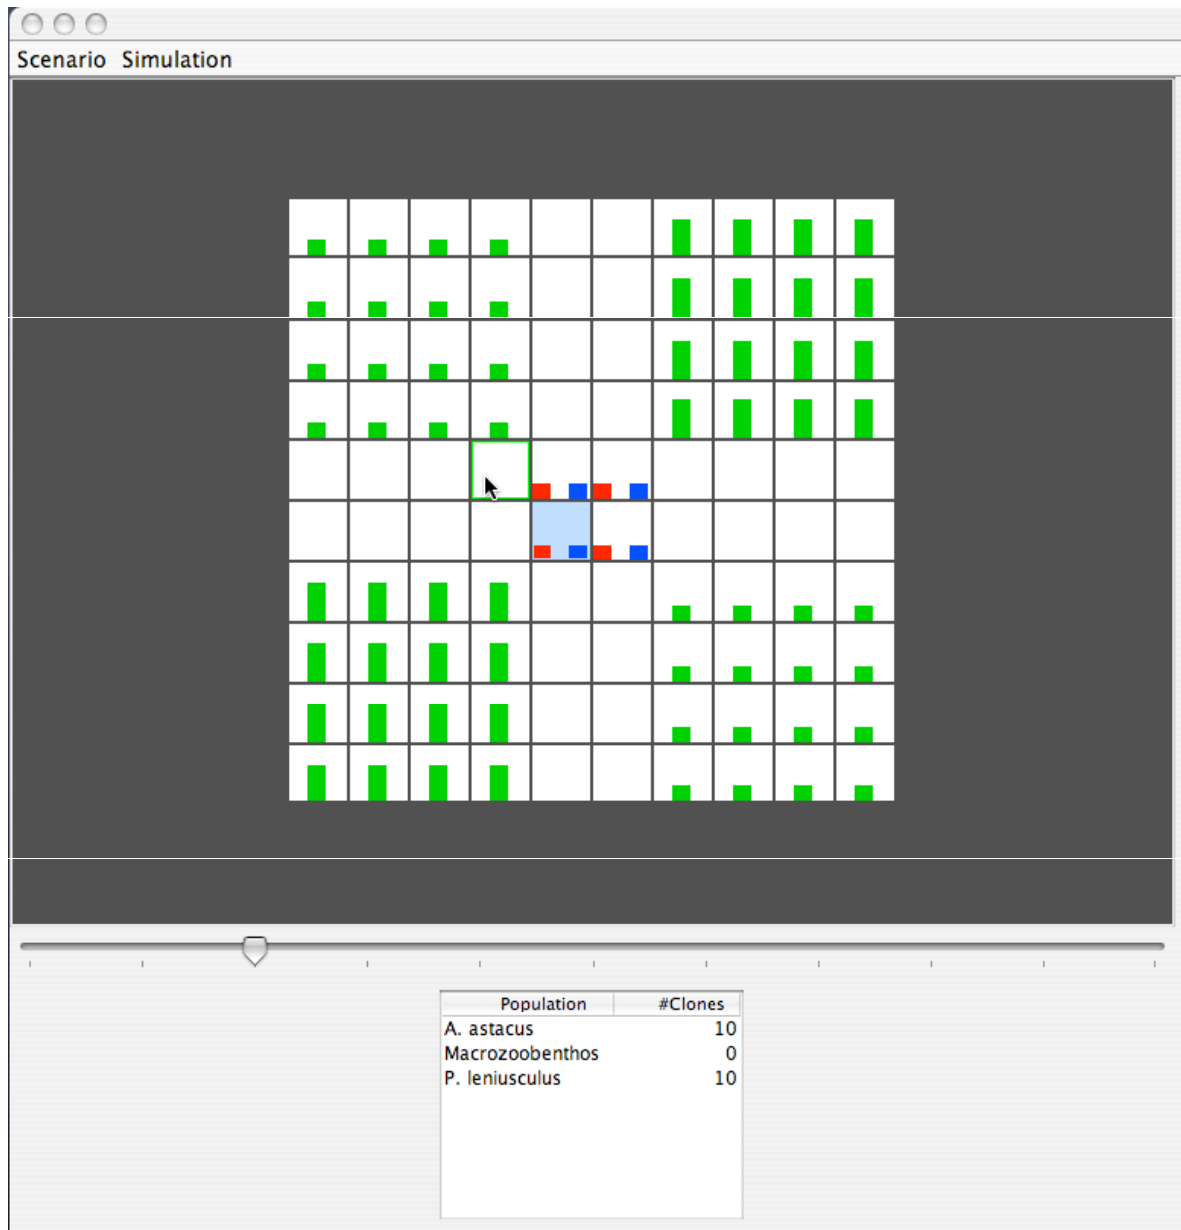 Scenario Simulation
Population #Clones
A. astacus 10
Macrozoobenthos 0
P. leniusculus 10